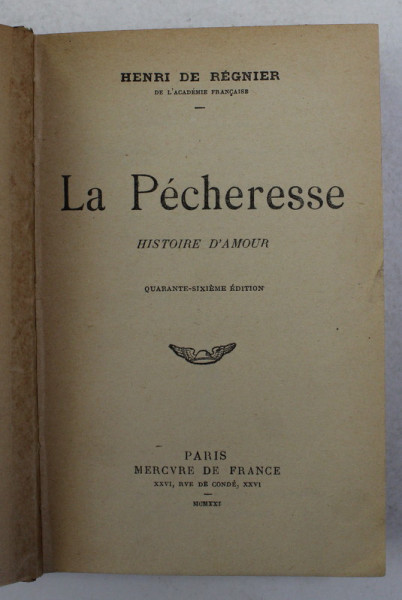 HENRI DE RÉGNIER
DE L'ACADÉMIE FRANÇAISE
La Pécheresse
HISTOIRE D'AMOUR
QUARANTE-SIXIÈME ÉDITION
PARIS
MERCVRE DE FRANCE
XXVI, RVE DE CONDÉ, XXVI
MCMXXI